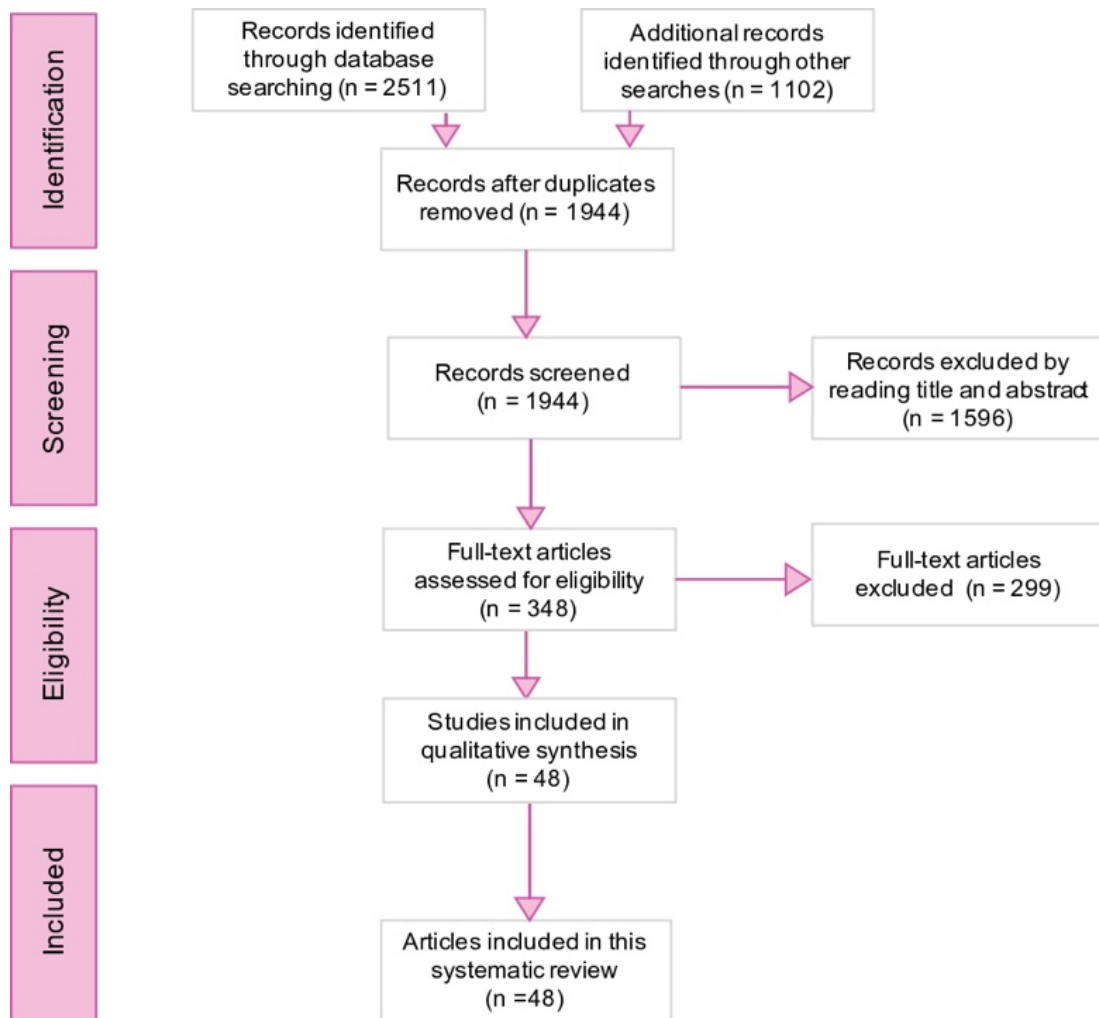 Identification
Records identified
through database
searching (n = 2511)
Additional records
identified through other
searches (n = 1102)
Records after duplicates
removed (n = 1944)
Screening
Records screened
(n = 1944)
Records excluded by
reading title and abstract
(n = 1596)
Eligibility
Full-text articles
assessed for eligibility
(n = 348)
Full-text articles
excluded (n = 299)
Studies included in
qualitative synthesis
(n = 48)
Included
Articles included in this
systematic review
(n =48)